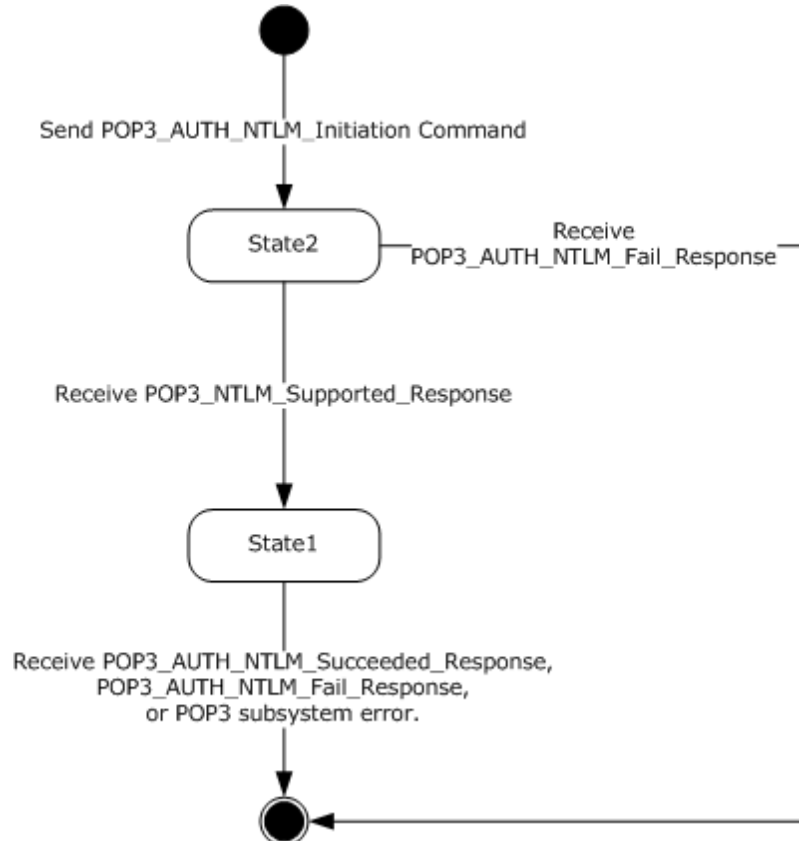 Send POP3_AUTH_NTLM_Initiation Command
State2
Receive
POP3_AUTH_NTLM_Fail_Response
Receive POP3_NTLM_Supported_Response
State1
Receive POP3_AUTH_NTLM_Succeeded_Response,
POP3_AUTH_NTLM_Fail_Response,
or POP3 subsystem error.